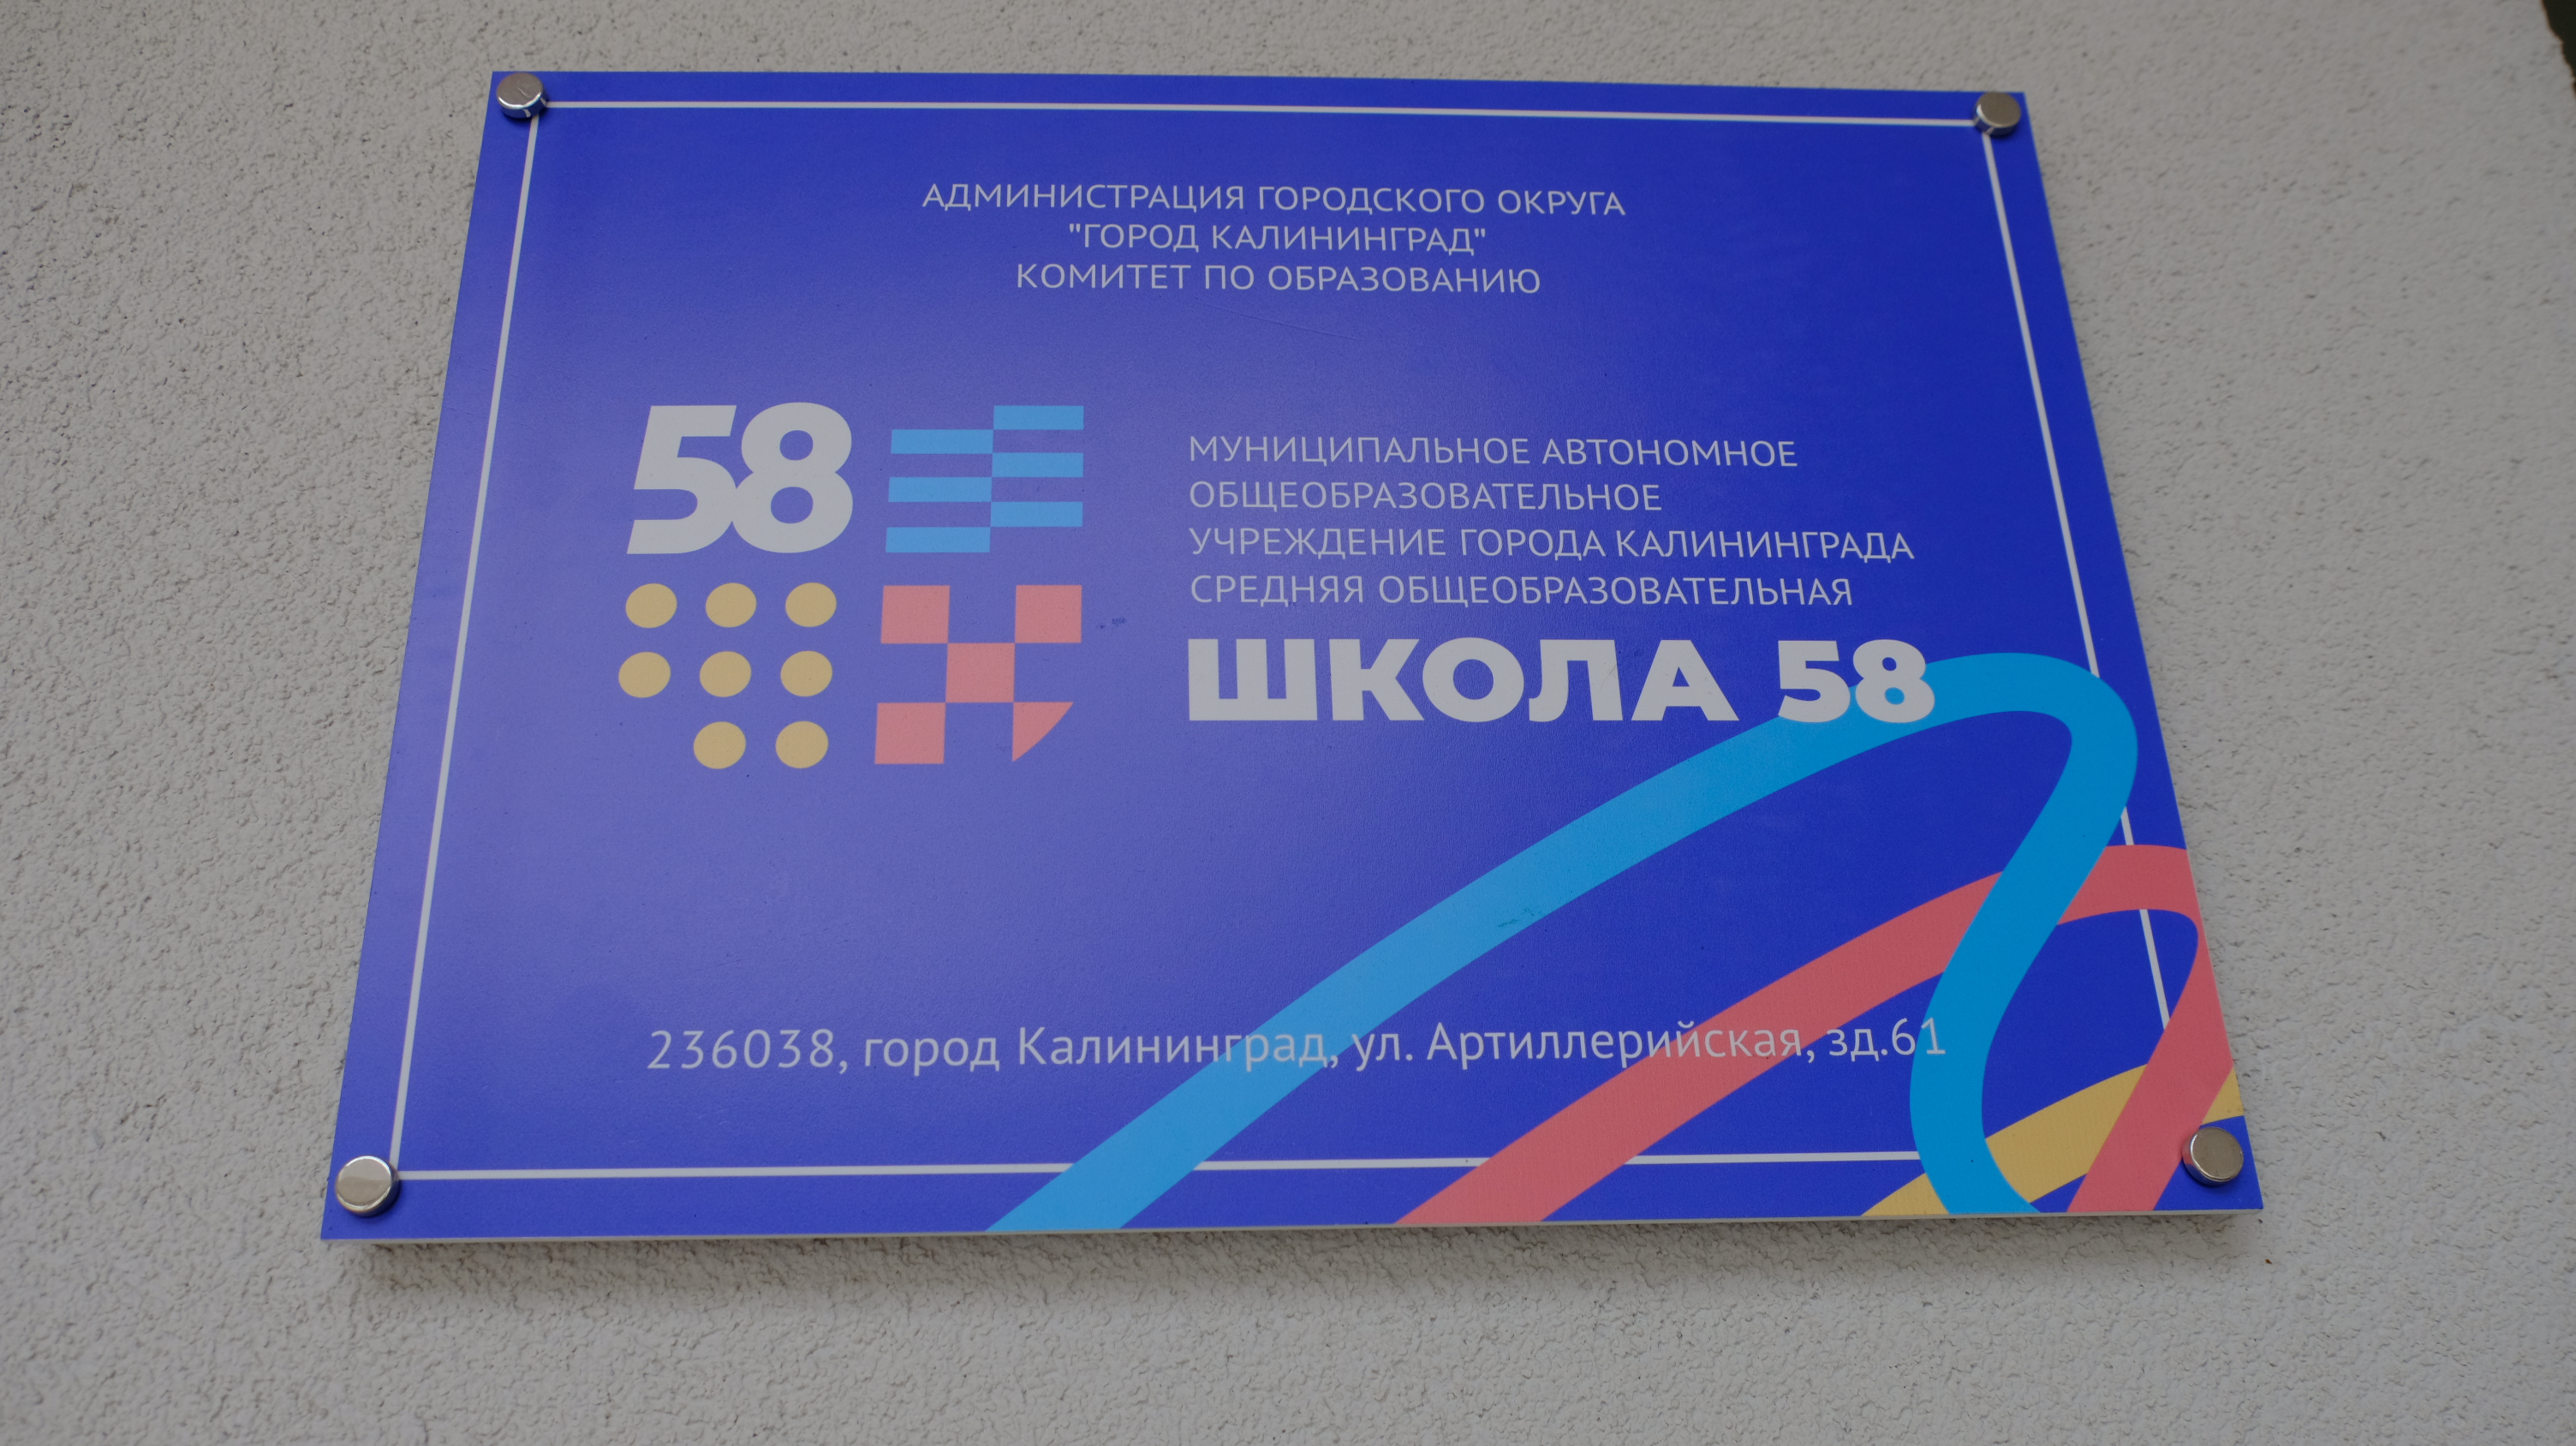 АДМИНИСТРАЦИЯ ГОРОДСКОГО ОКРУГА
"ГОРОД КАЛИНИНГРАД"
КОМИТЕТ ПО ОБРАЗОВАНИЮ
58
МУНИЦИПАЛЬНОЕ АВТОНОМНОЕ
ОБЩЕОБРАЗОВАТЕЛЬНОЕ
УЧРЕЖДЕНИЕ ГОРОДА КАЛИНИНГРАДА
СРЕДНЯЯ ОБЩЕОБРАЗОВАТЕЛЬНАЯ
ШКОЛА 58
236038, город Калининград, ул. Артиллерийская, зд.61